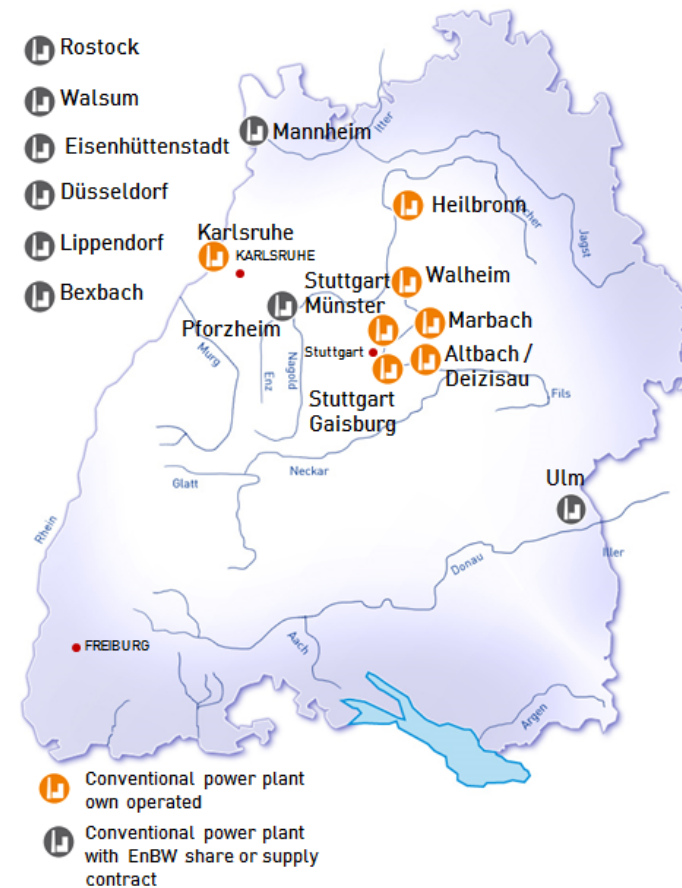 Rostock
Walsum
Eisenhüttenstadt
Düsseldorf
Lippendorf
Bexbach
Mannheim
Itter
Heilbronn
Kocher
Jagst
Karlsruhe
KARLSRUHE
Walheim
Stuttgart
Münster
Marbach
Pforzheim
Stuttgart
Altbach /
Deizisau
Murg
Enz
Nagold
Stuttgart
Gaisburg
Fils
Neckar
Glatt
Ulm
Rhein
Donau
Iller
FREIBURG
Aach
Argen
Conventional power plant
own operated
Conventional power plant
with EnBW share or supply
contract